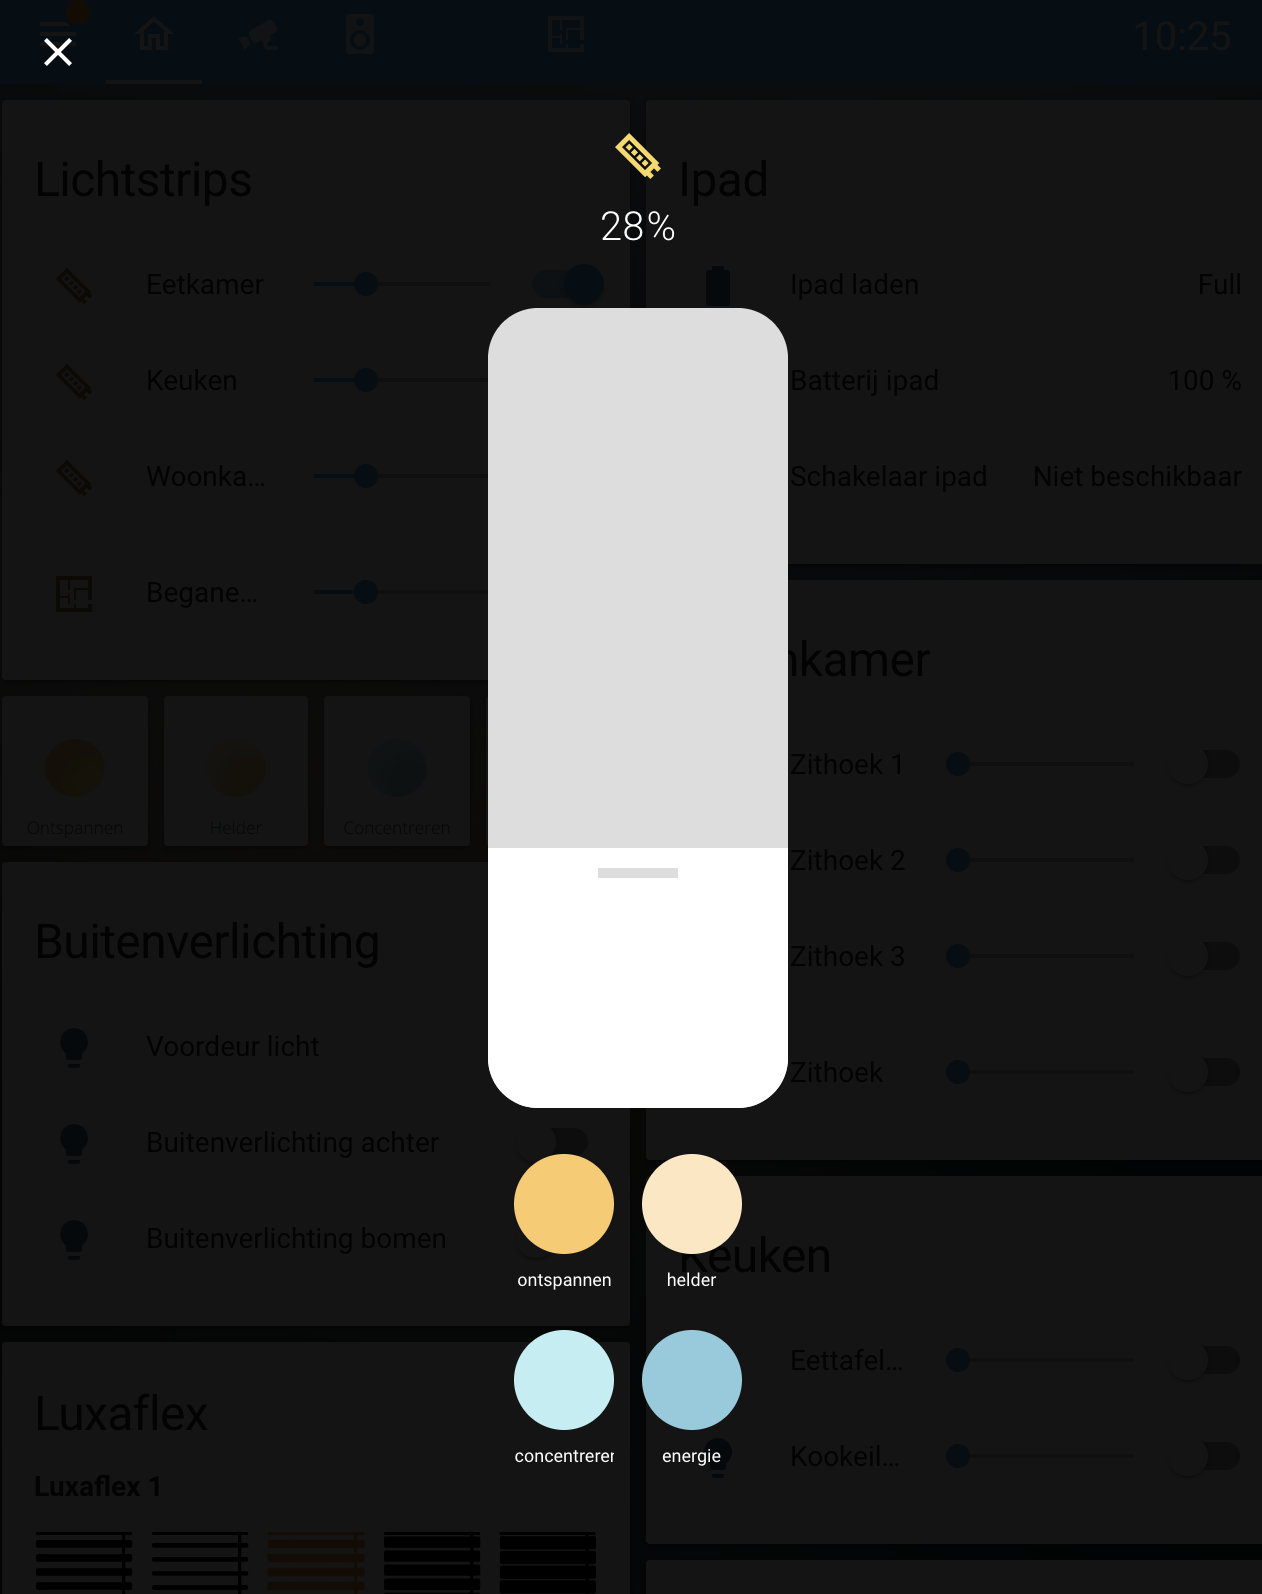 10:25
28%
Lichtstrips
Eetkamer
Keuken
Woonka...
Begane...
Ontspannen
Helder
Concentreren
Buitenverlichting
Voordeur licht
Buitenverlichting achter
Buitenverlichting bomen
Luxaflex
Luxaflex 1
Ipad
Ipad laden Full
Batterij ipad 100 %
Schakelaar ipad Niet beschikbaar
nkamer
Zithoek 1
Zithoek 2
Zithoek 3
Zithoek
Keuken
Eettafel...
Kookeil...
ontspannen helder
concentreren energie